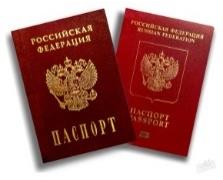 РОССИЙСКАЯ
ФЕДЕРАЦИЯ
ПАСПОРТ
РОССИЙСКАЯ ФЕДЕРАЦИЯ
RUSSIAN FEDERATION
ПАСПОРТ
PASSPORT